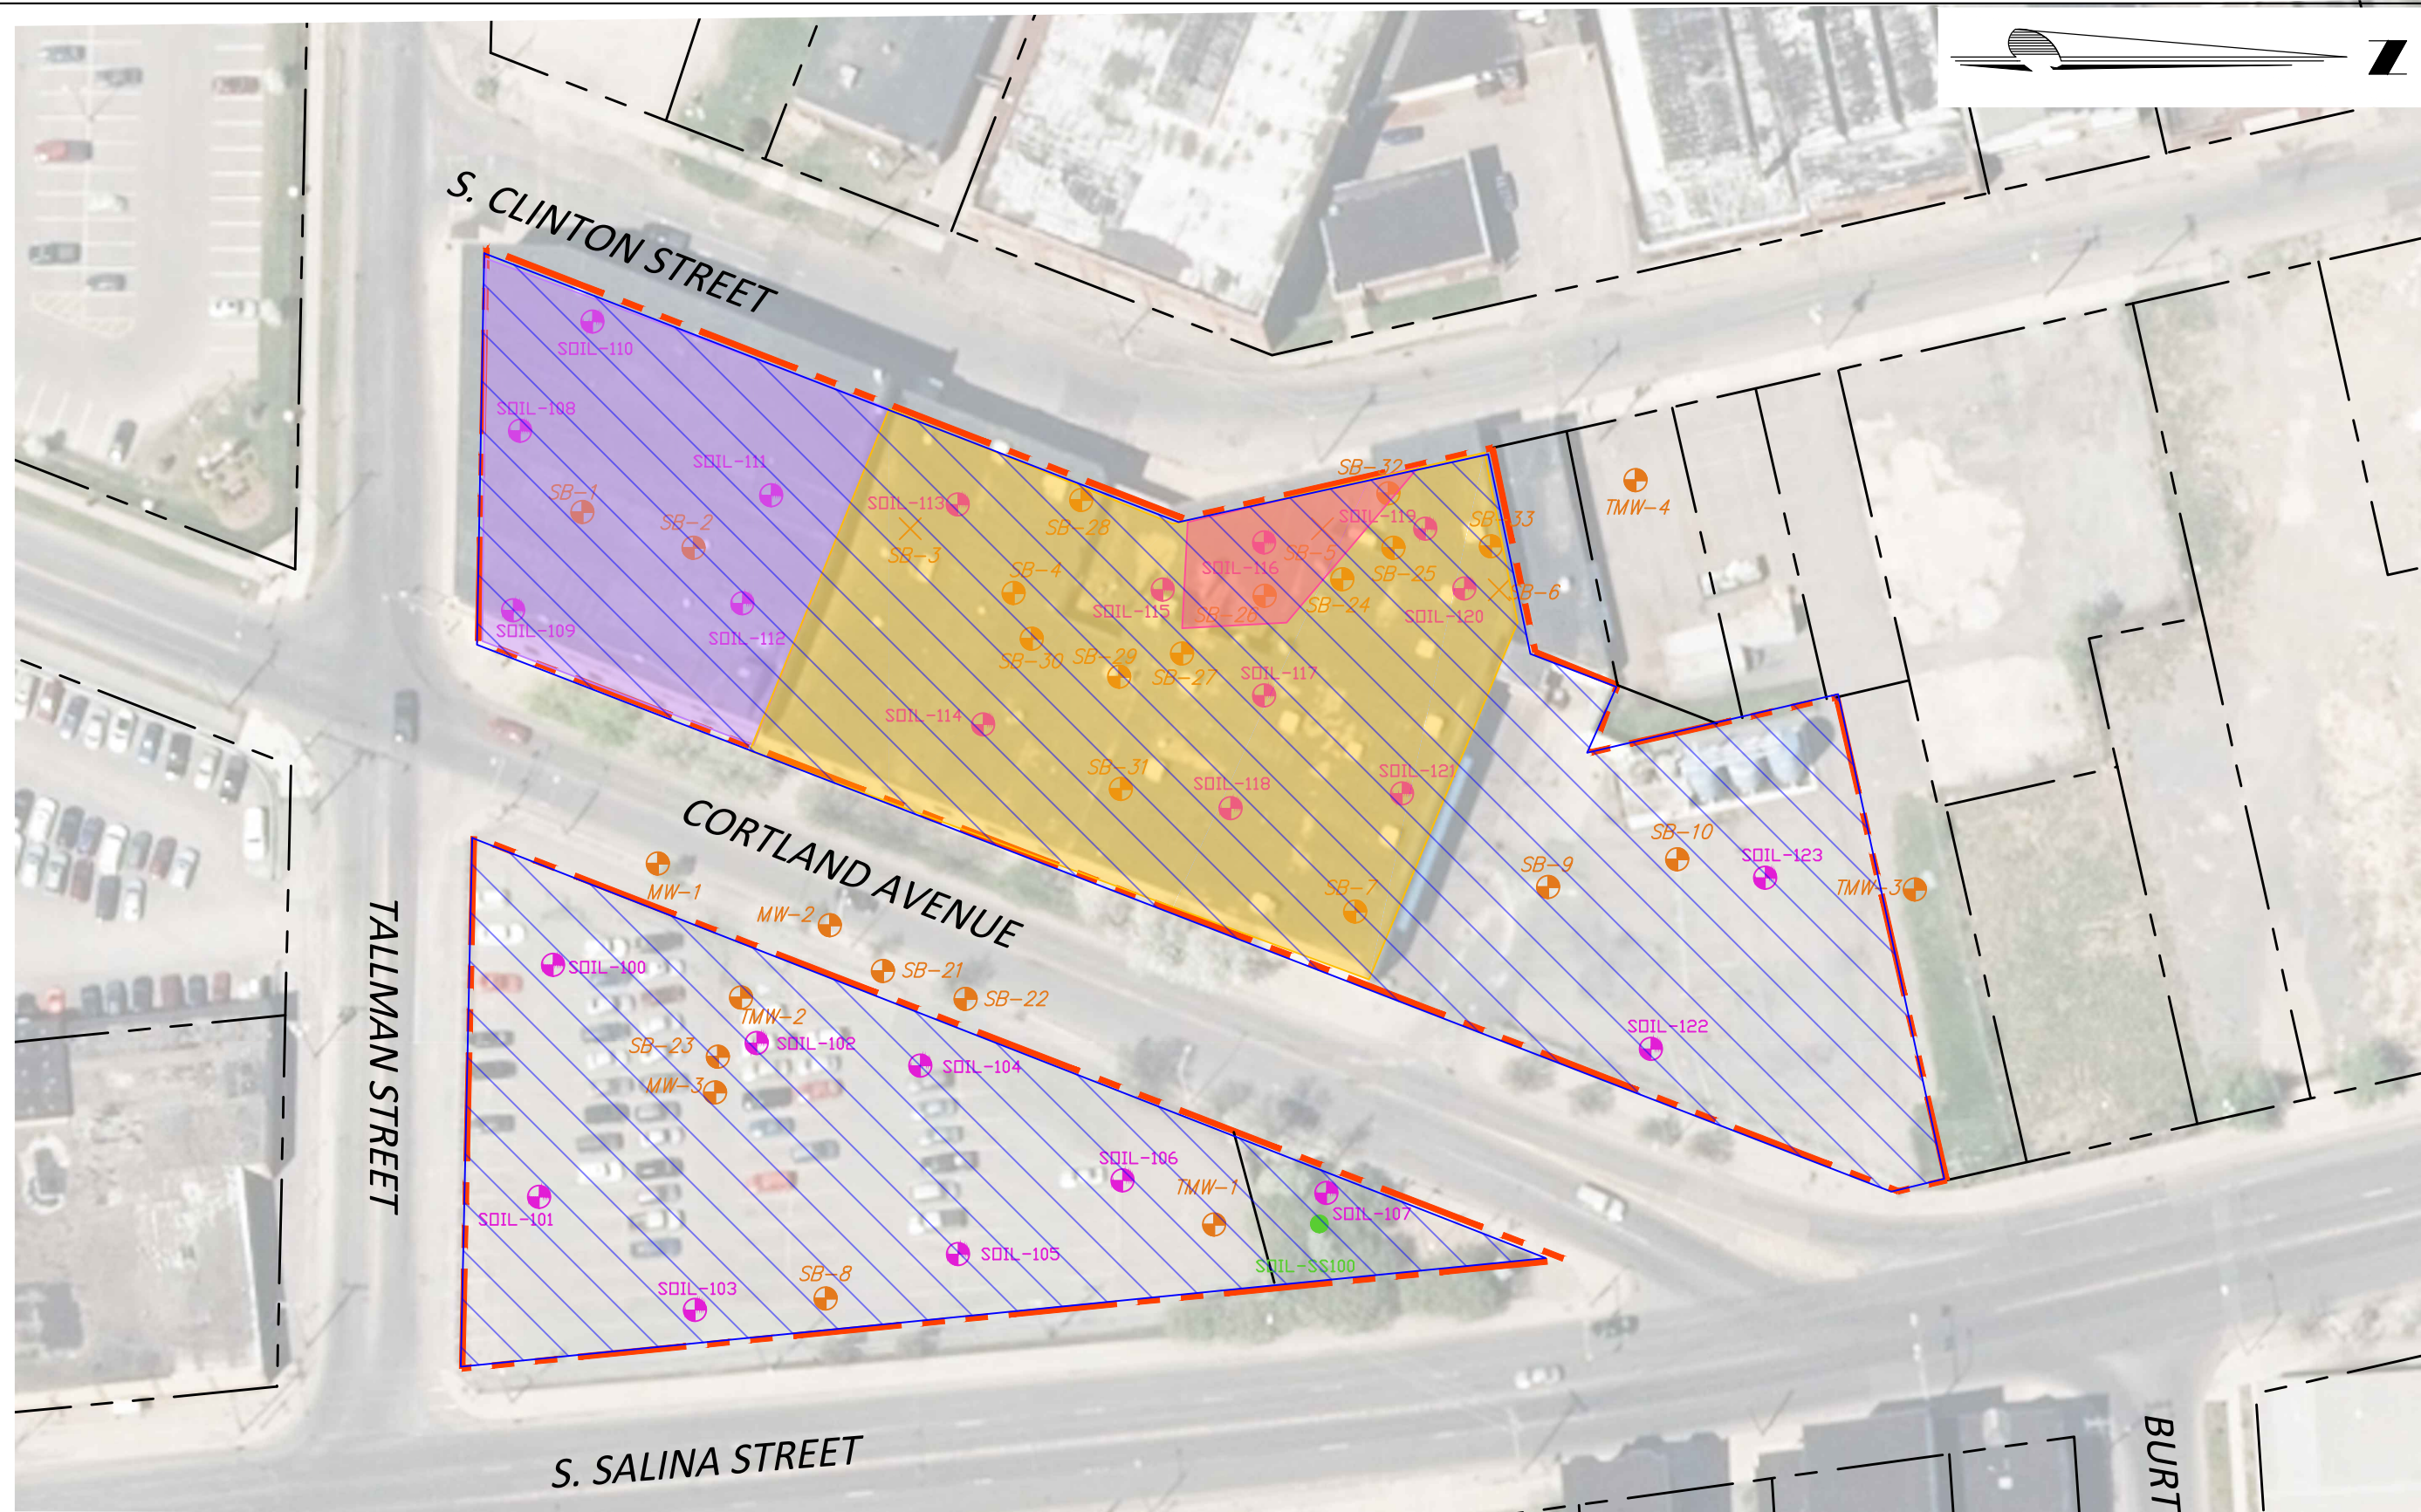 Z
S. CLINTON STREET
SOIL-110
SOIL-108
SB-1
SOIL-111
SB-2
SOIL-109
SOIL-112
SOIL-113
SB-3
SB-28
SB-4
SB-32
SOIL-119
SB-33
SB-5
SOIL-116
SB-25
SB-24
SB-26
SB-6
SOIL-115
SOIL-120
TMW-4
SB-30
SB-29
SB-27
SOIL-117
SOIL-114
SB-31
SOIL-118
SOIL-121
SB-7
SB-9
SB-10
SOIL-123
TMW-3
SOIL-122
CORTLAND AVENUE
TALLMAN STREET
MW-1
MW-2
SB-21
SB-22
SOIL-100
TMW-2
SB-23
SOIL-102
MW-3
SOIL-104
SOIL-101
SOIL-106
TMW-1
SOIL-107
SOIL-105
SOIL-SS100
SOIL-103
SB-8
S. SALINA STREET
BURT